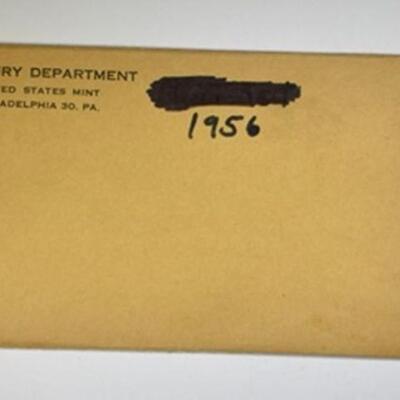 RY DEPARTMENT
ED STATES MINT
ADELPHIA 30, PA.
1956